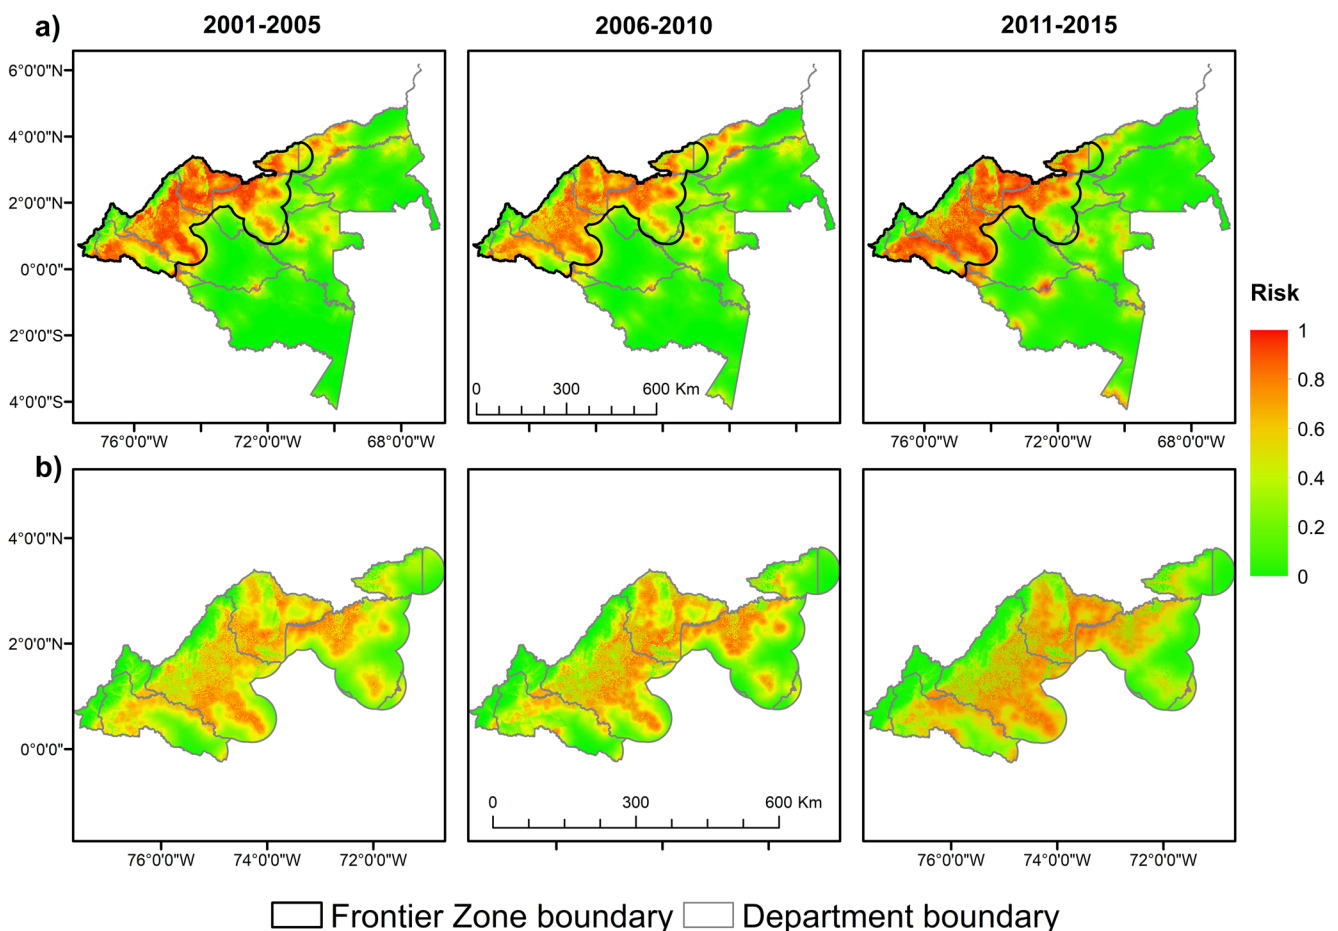 a)
2001-2005
2006-2010
2011-2015
6°0'0"N
4°0'0"N
2°0'0"N
0°0'0"
2°0'0"S
4°0'0"S
0 300 600 Km
76°0'0"W 72°0'0"W 68°0'0"W
76°0'0"W 72°0'0"W 68°0'0"W
Risk
1
0.8
0.6
0.4
0.2
0
b)
4°0'0"N
2°0'0"N
0°0'0"
0 300 600 Km
76°0'0"W 74°0'0"W 72°0'0"W
76°0'0"W 74°0'0"W 72°0'0"W
Frontier Zone boundary Department boundary